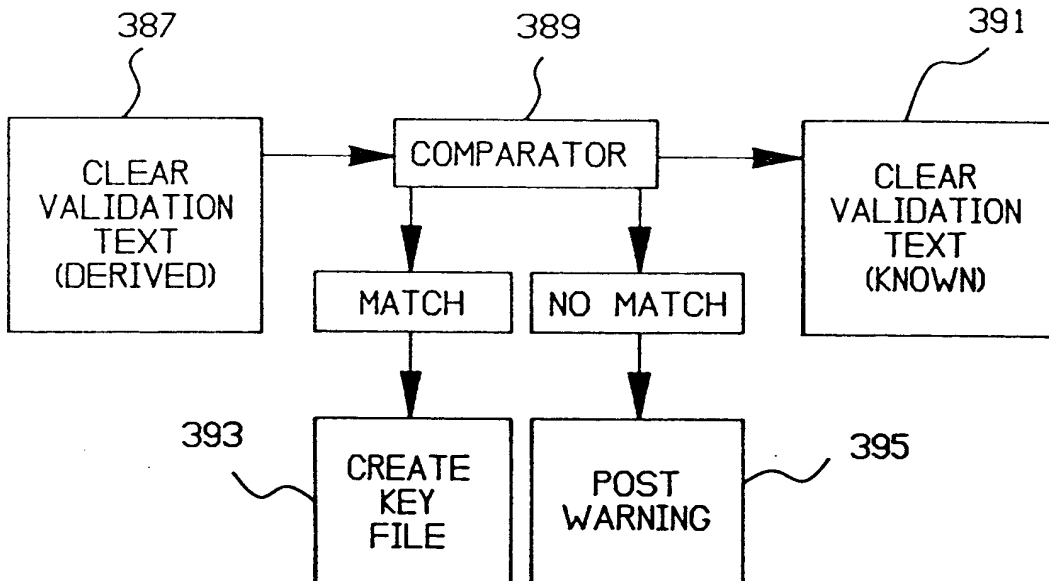 387
389
391
CLEAR
VALIDATION
TEXT
(DERIVED)
COMPARATOR
CLEAR
VALIDATION
TEXT
(KNOWN)
MATCH
NO MATCH
393
CREATE
KEY
FILE
POST
WARNING
395